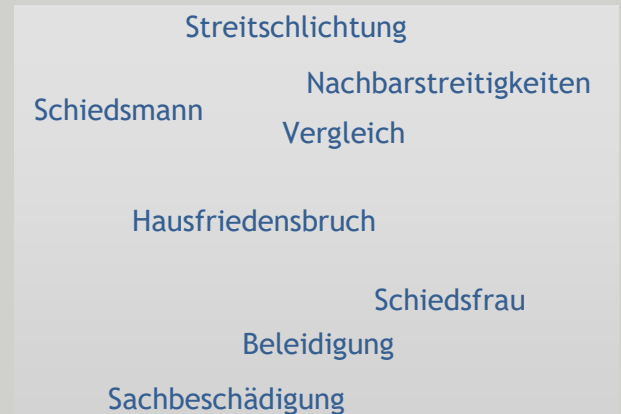 Streitschlichtung
Nachbarstreitigkeiten
Schiedsmann
Vergleich
Hausfriedensbruch
Schiedsfrau
Beleidigung
Sachbeschädigung